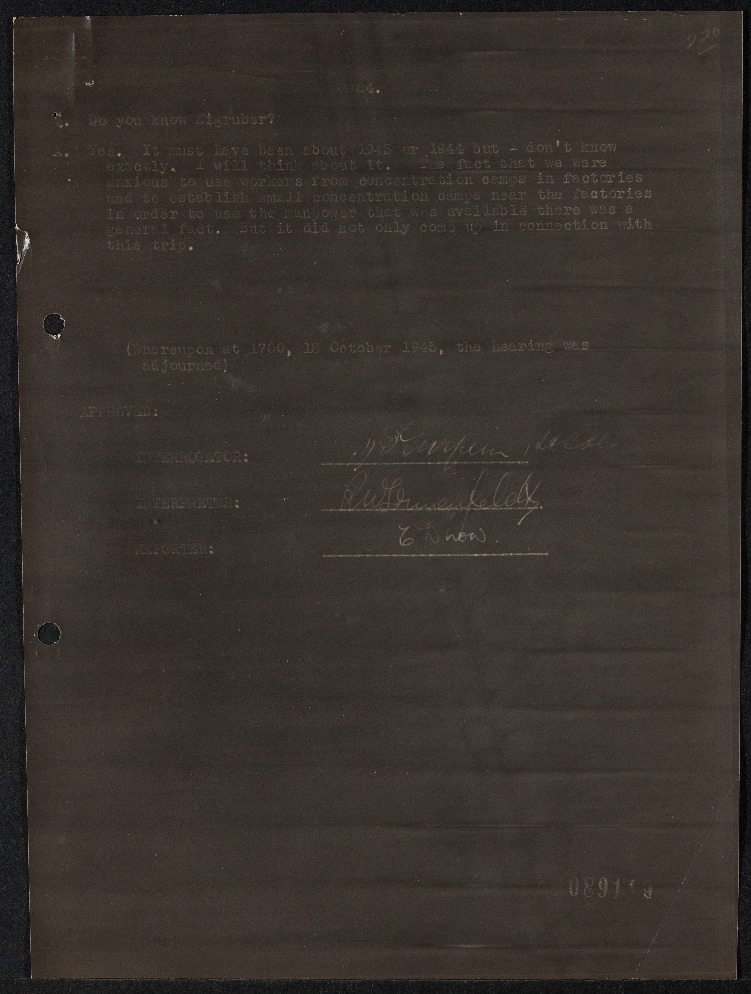 24.
Q. Do you know Eigruber?
A. Yes. It must have been about 1943 or 1944 but I don't know
exactly. I will think about it. The fact that we were
anxious to use workers from concentration camps in factories
and to establish small concentration camps near the factories
in order to use the manpower that was available there was a
general fact. But it did not only come up in connection with
this trip.
(Whereupon at 1700, 18 October 1945, the hearing was
adjourned)
APPROVED:
INTERROGATOR:
INTERPRETER: R W Sonnenfeldt
REPORTER: